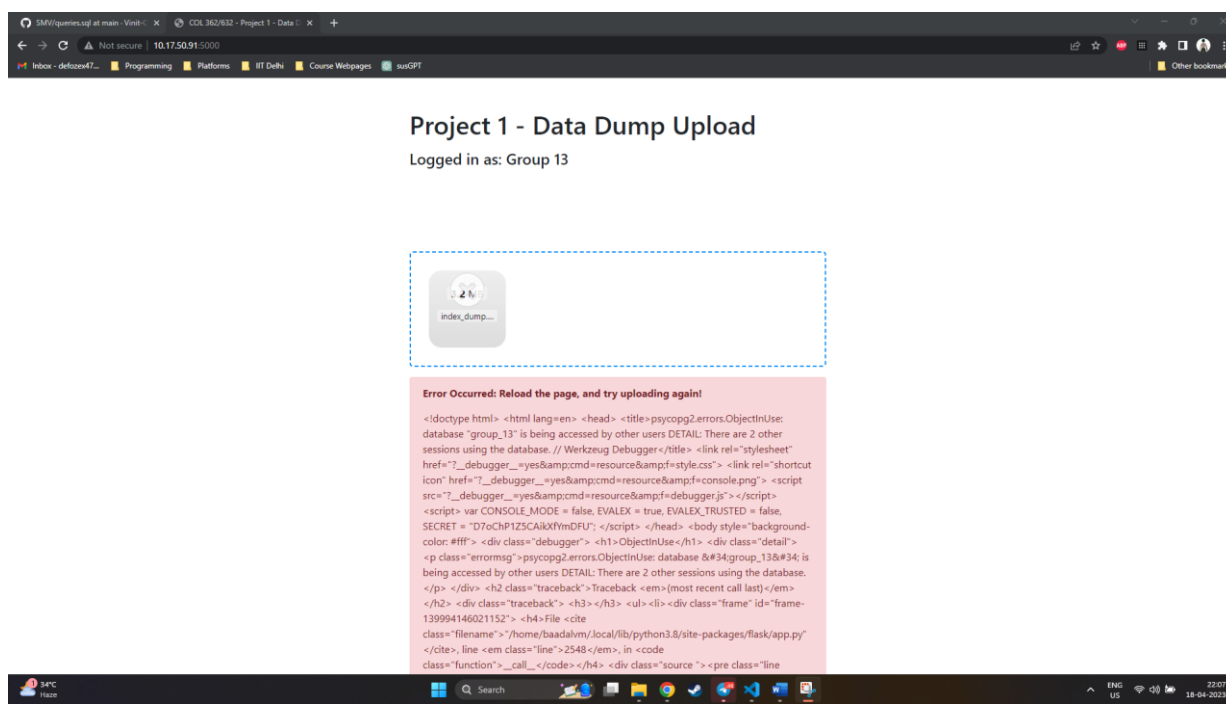 SMV/queries.sql at main · Vinit-C
COL 362/632 - Project 1 - Data D
Not secure | 10.17.50.91:5000
Inbox - defozex47...
Programming
Platforms
IIT Delhi
Course Webpages
susGPT
Other bookmark
Project 1 - Data Dump Upload
Logged in as: Group 13
index_dump....
Error Occurred: Reload the page, and try uploading again!
<!doctype html> <html lang=en> <head> <title>psycopg2.errors.ObjectInUse:
database "group_13" is being accessed by other users DETAIL: There are 2 other
sessions using the database. // Werkzeug Debugger</title> <link rel="stylesheet"
href="?__debugger__=yes&amp;cmd=resource&amp;f=style.css"> <link rel="shortcut
icon" href="?__debugger__=yes&amp;cmd=resource&amp;f=console.png"> <script
src="?__debugger__=yes&amp;cmd=resource&amp;f=debugger.js"></script>
<script> var CONSOLE_MODE = false, EVALEX = true, EVALEX_TRUSTED = false,
SECRET = "D7oChP1Z5CAikXfYmDFU"; </script> </head> <body style="background-
color: #fff"> <div class="debugger"> <h1>ObjectInUse</h1> <div class="detail">
<p class="errormsg">psycopg2.errors.ObjectInUse: database &#34;group_13&#34; is
being accessed by other users DETAIL: There are 2 other sessions using the database.
</p> </div> <h2 class="traceback">Traceback <em>(most recent call last)</em>
</h2> <div class="traceback"> <h3></h3> <ul><li><div class="frame" id="frame-
139994146021152"> <h4>File <cite
class="filename">"/home/baadalvm/.local/lib/python3.8/site-packages/flask/app.py"
</cite>, line <em class="line">2548</em>, in <code
class="function">__call__</code></h4> <div class="source "><pre class="line
1
34°C
Haze
Search
ENG
US
22:07
18-04-2023